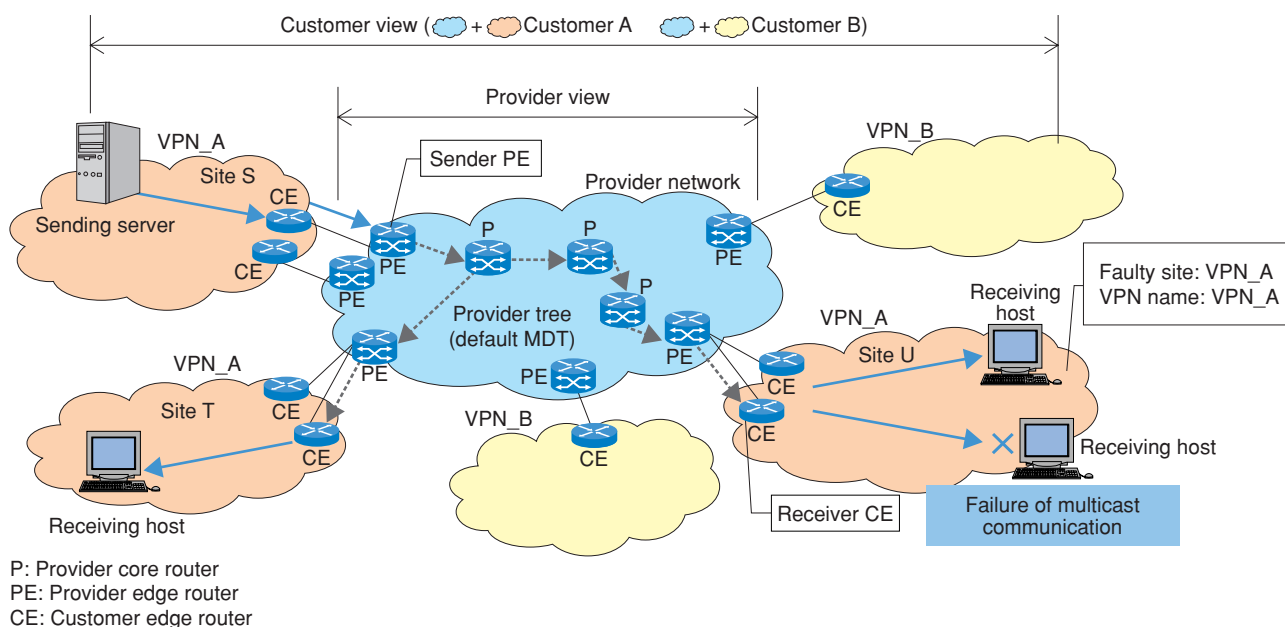 Customer view ( + Customer A + Customer B)
Provider view
VPN_A
Site S
CE
Sending server
CE
Sender PE
PE
PE
Provider network
P
P
P
PE
PE
Provider tree
(default MDT)
PE
PE
VPN_B
CE
Faulty site: VPN_A
VPN name: VPN_A
Receiving
host
VPN_A
Site U
CE
CE
Receiving host
Failure of multicast
communication
Receiver CE
VPN_A
Site T
CE
CE
Receiving host
VPN_B
CE
P: Provider core router
PE: Provider edge router
CE: Customer edge router